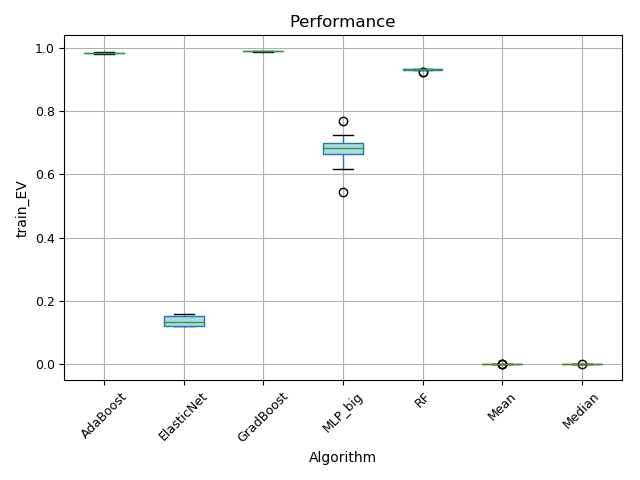 Performance
train_EV
1.0
0.8
0.6
0.4
0.2
0.0
AdaBoost
ElasticNet
GradBoost
MLP_big
RF
Mean
Median
Algorithm